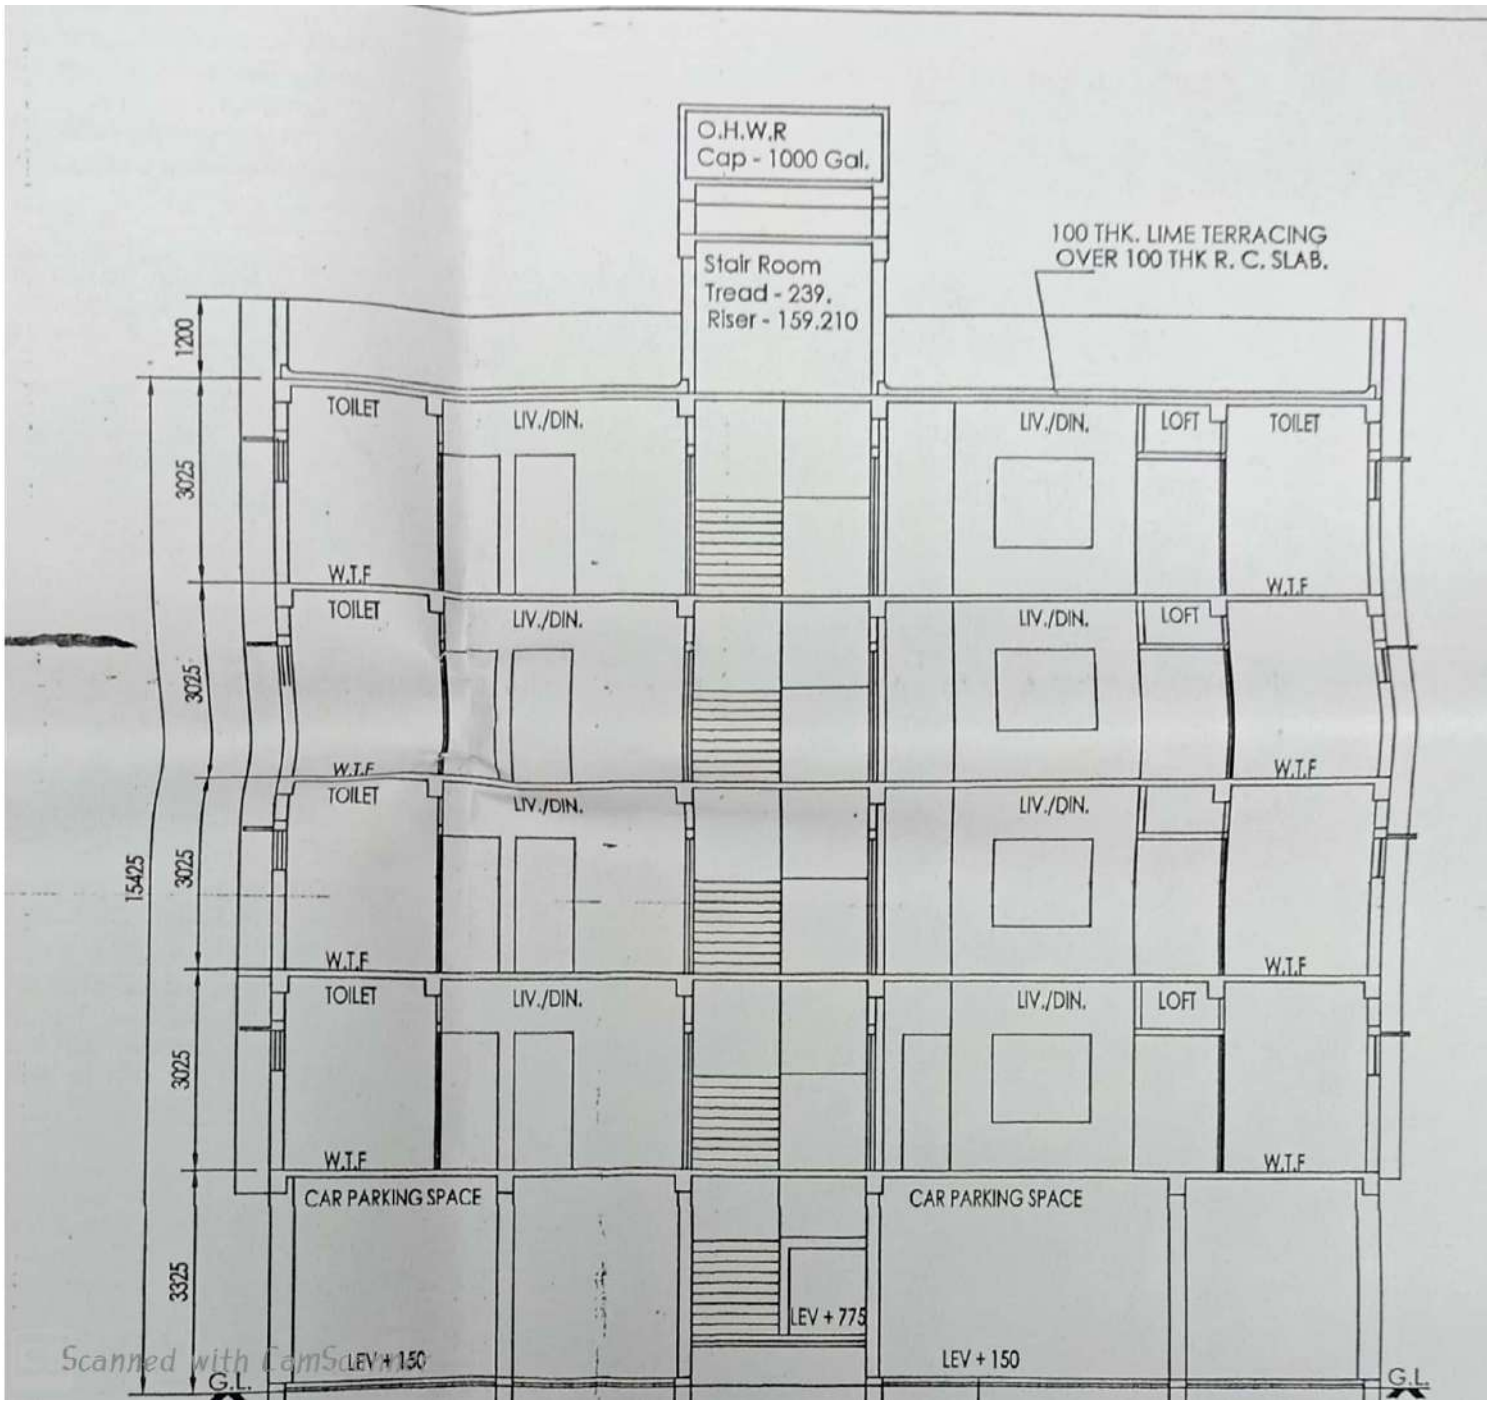 O.H.W.R
Cap - 1000 Gal.
100 THK. LIME TERRACING
OVER 100 THK R. C. SLAB.
Stair Room
Tread - 239.
Riser - 159.210
1200
TOILET
LIV./DIN.
LIV./DIN.
LOFT
TOILET
3025
W.T.F
W.T.F
TOILET
LIV./DIN.
LIV./DIN.
LOFT
3025
W.T.F
W.T.F
TOILET
LIV./DIN.
LIV./DIN.
15425
3025
W.T.F
W.T.F
TOILET
LIV./DIN.
LIV./DIN.
LOFT
3025
W.T.F
W.T.F
CAR PARKING SPACE
CAR PARKING SPACE
3325
LEV + 775
LEV + 150
LEV + 150
Scanned with CamScanner
G.L.
G.L.